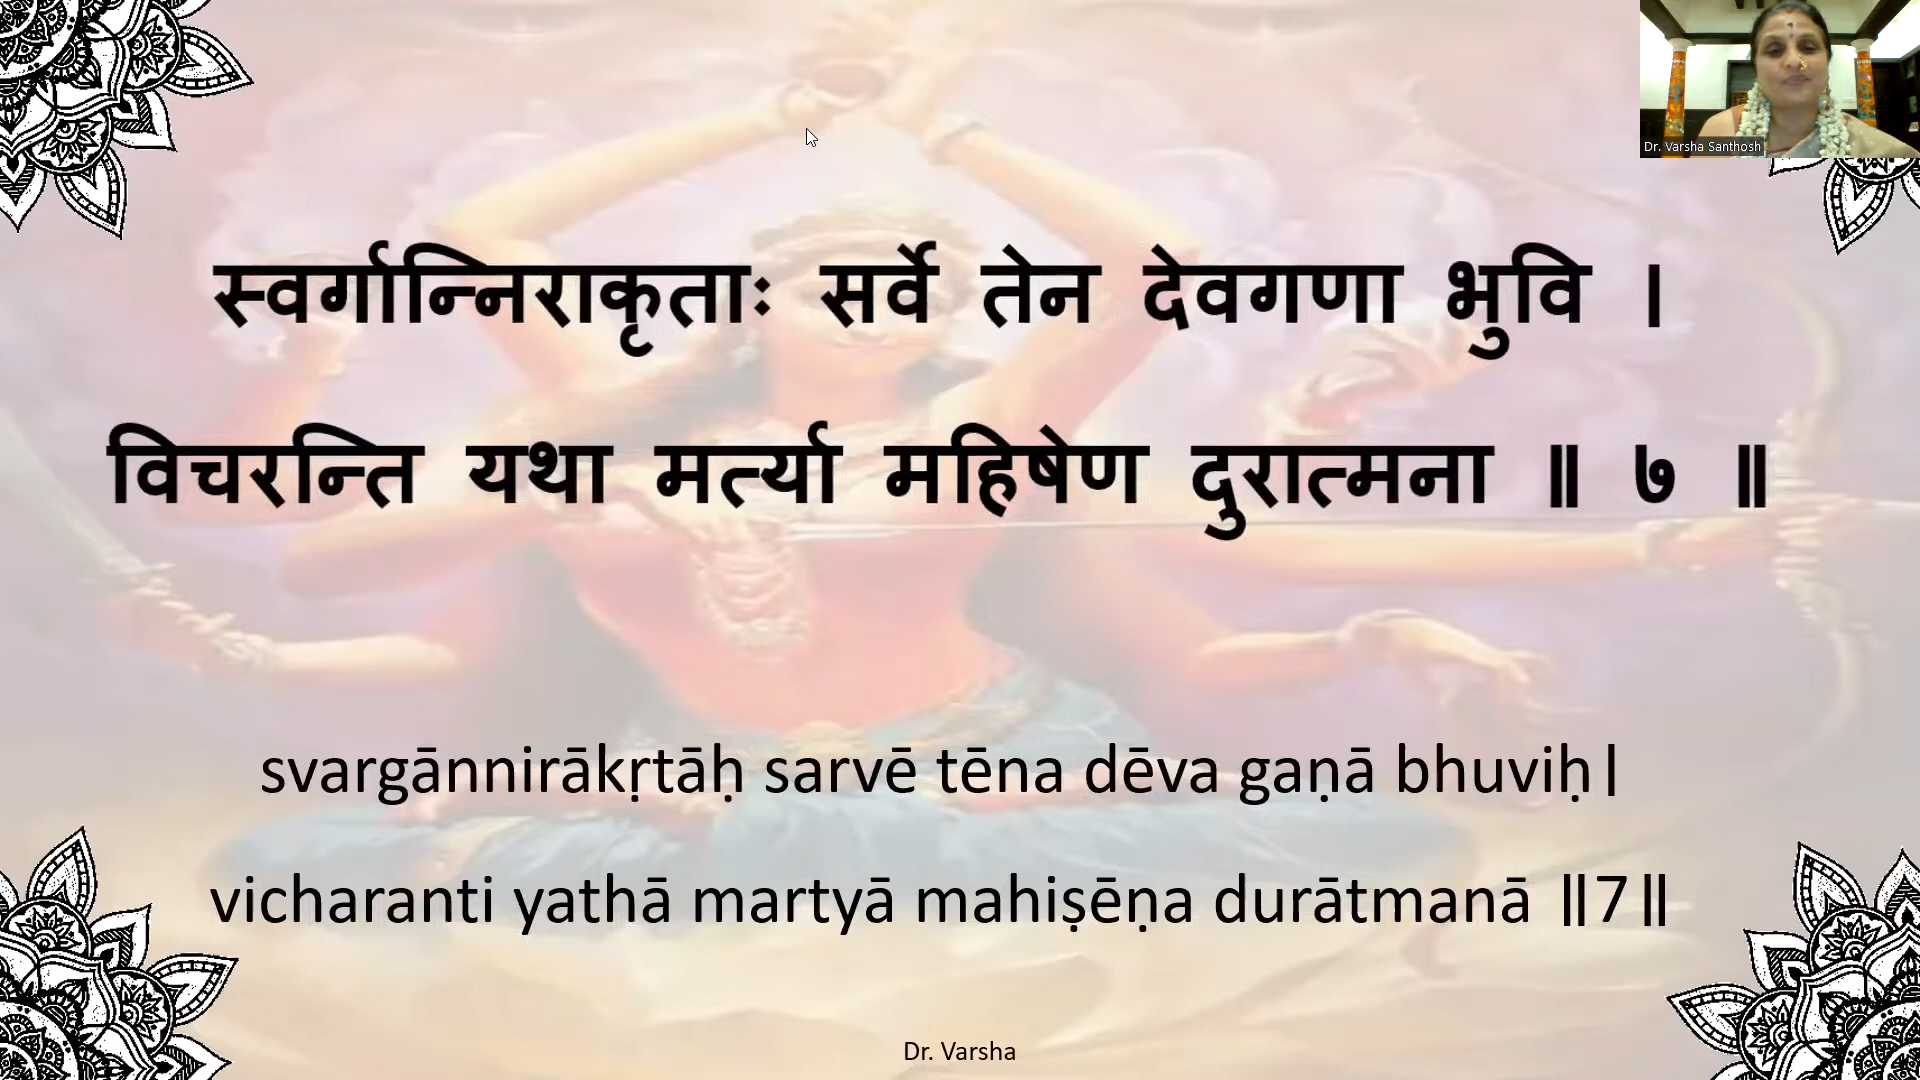 Dr. Varsha Santhosh
स्वर्गान्निराकृताः सर्वे तेन देवगणा भुवि ।
विचरन्ति यथा मर्त्या महिषेण दुरात्मना ॥ ७ ॥
svargānnirākṛtāḥ sarvē tēna dēva gaṇā bhuviḥ।
vicharanti yathā martyā mahiṣēṇa durātmanā ॥7॥
Dr. Varsha